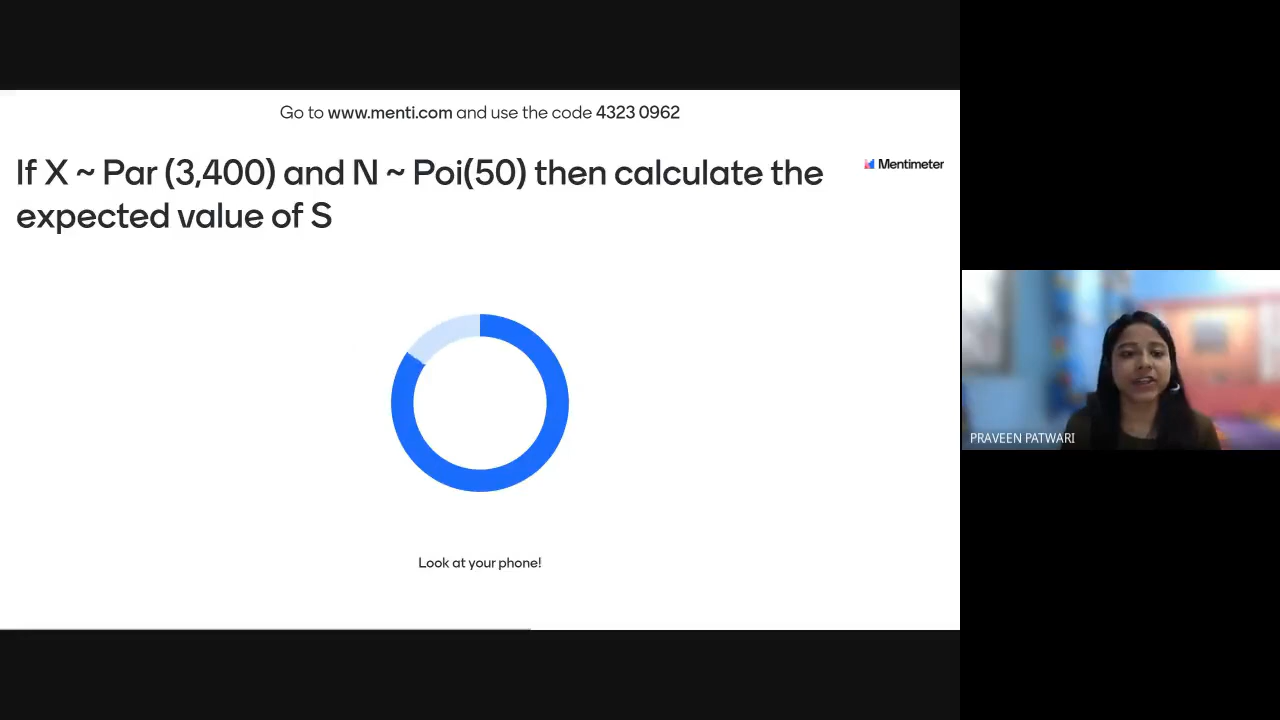 Go to www.menti.com and use the code 4323 0962
If X ~ Par (3,400) and N ~ Poi(50) then calculate the
expected value of S
Mentimeter
Look at your phone!
PRAVEEN PATWARI